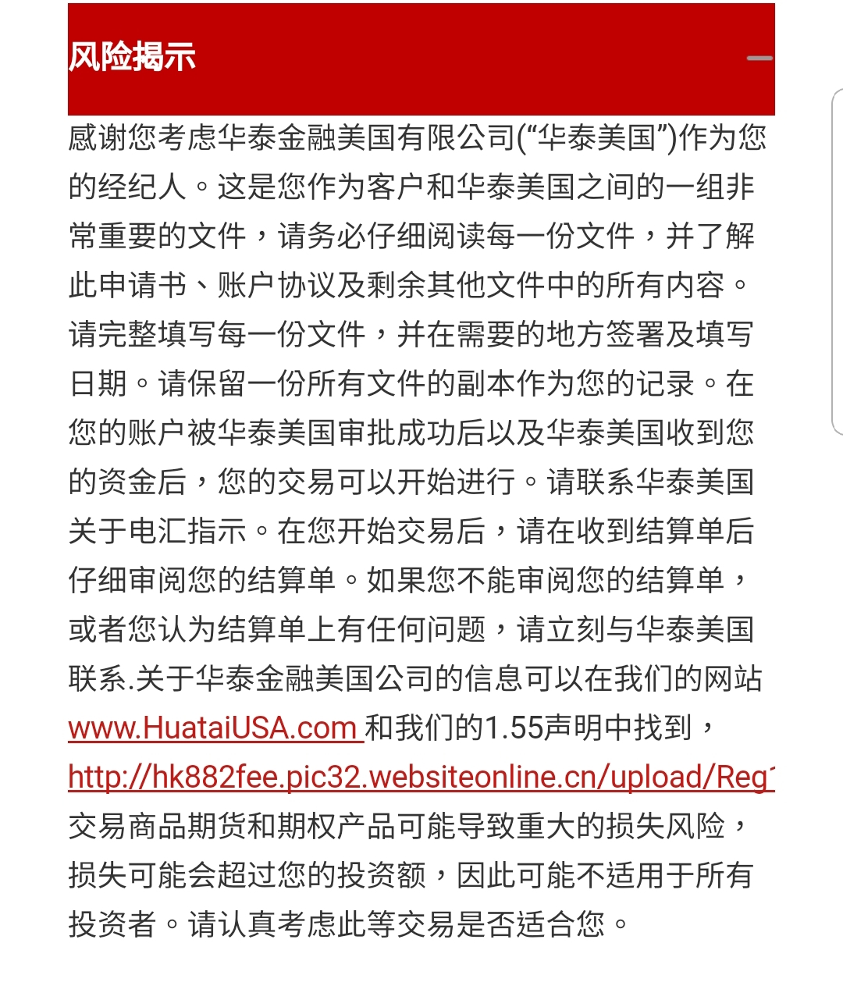 风险揭示
感谢您考虑华泰金融美国有限公司(“华泰美国”)作为您
的经纪人。这是您作为客户和华泰美国之间的一组非
常重要的文件，请务必仔细阅读每一份文件，并了解
此申请书、账户协议及剩余其他文件中的所有内容。
请完整填写每一份文件，并在需要的地方签署及填写
日期。请保留一份所有文件的副本作为您的记录。在
您的账户被华泰美国审批成功后以及华泰美国收到您
的资金后，您的交易可以开始进行。请联系华泰美国
关于电汇指示。在您开始交易后，请在收到结算单后
仔细审阅您的结算单。如果您不能审阅您的结算单，
或者您认为结算单上有任何问题，请立刻与华泰美国
联系.关于华泰金融美国公司的信息可以在我们的网站
www.HuataiUSA.com 和我们的1.55声明中找到，
http://hk882fee.pic32.websiteonline.cn/upload/Reg
交易商品期货和期权产品可能导致重大的损失风险，
损失可能会超过您的投资额，因此可能不适用于所有
投资者。请认真考虑此等交易是否适合您。